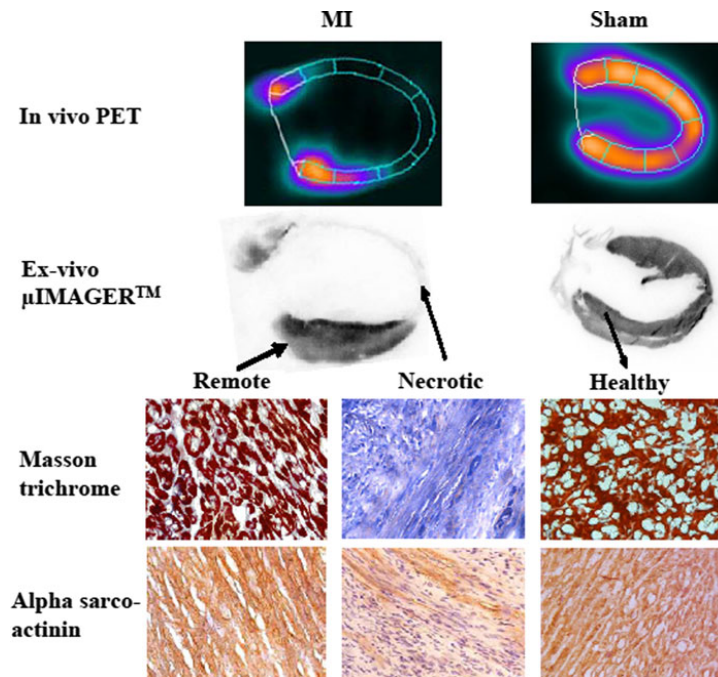 MI
Sham
In vivo PET
Ex-vivo
µIMAGER™
Remote
Necrotic
Healthy
Masson
trichrome
Alpha sarco-
actinin